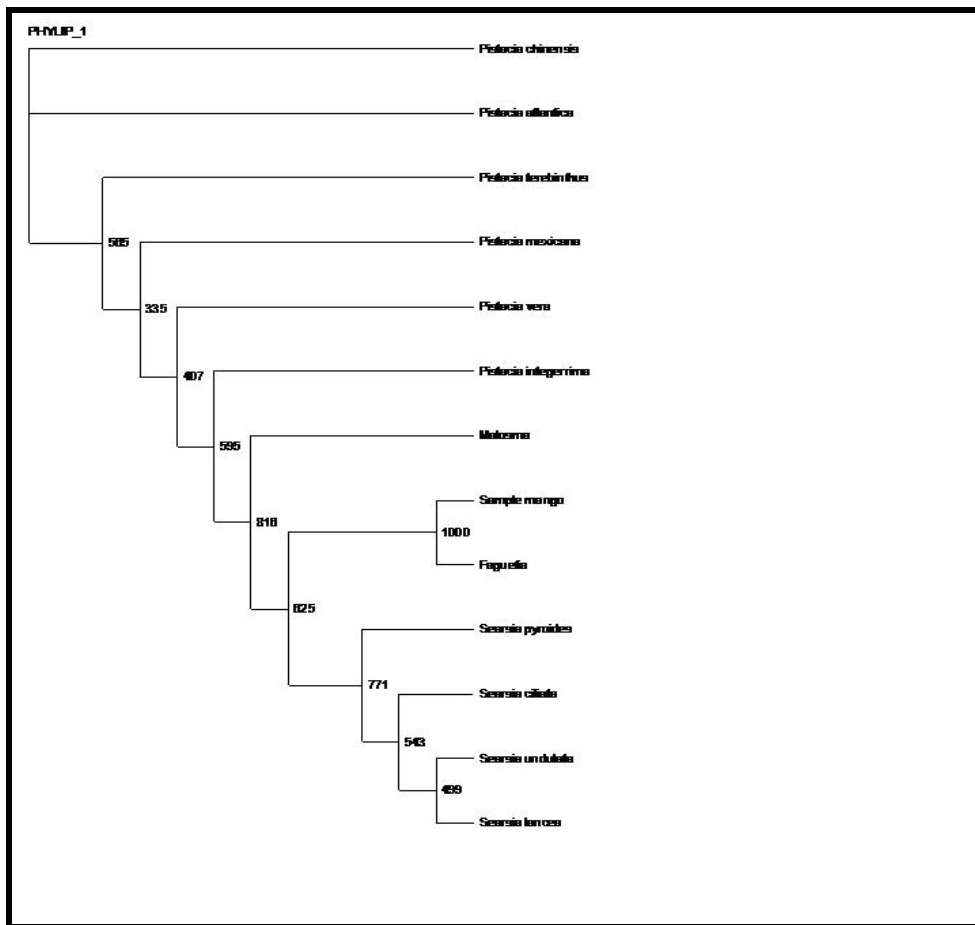 PHYLIP_1
Pistacia chinensis
Pistacia atlantica
Pistacia terebinthus
565
Pistacia mexicana
335
Pistacia vera
407
Pistacia integerrima
595
Malosma
818
Sample mango
1000
Faguetia
825
Searsia pyroides
771
Searsia ciliata
543
Searsia undulata
499
Searsia lancea